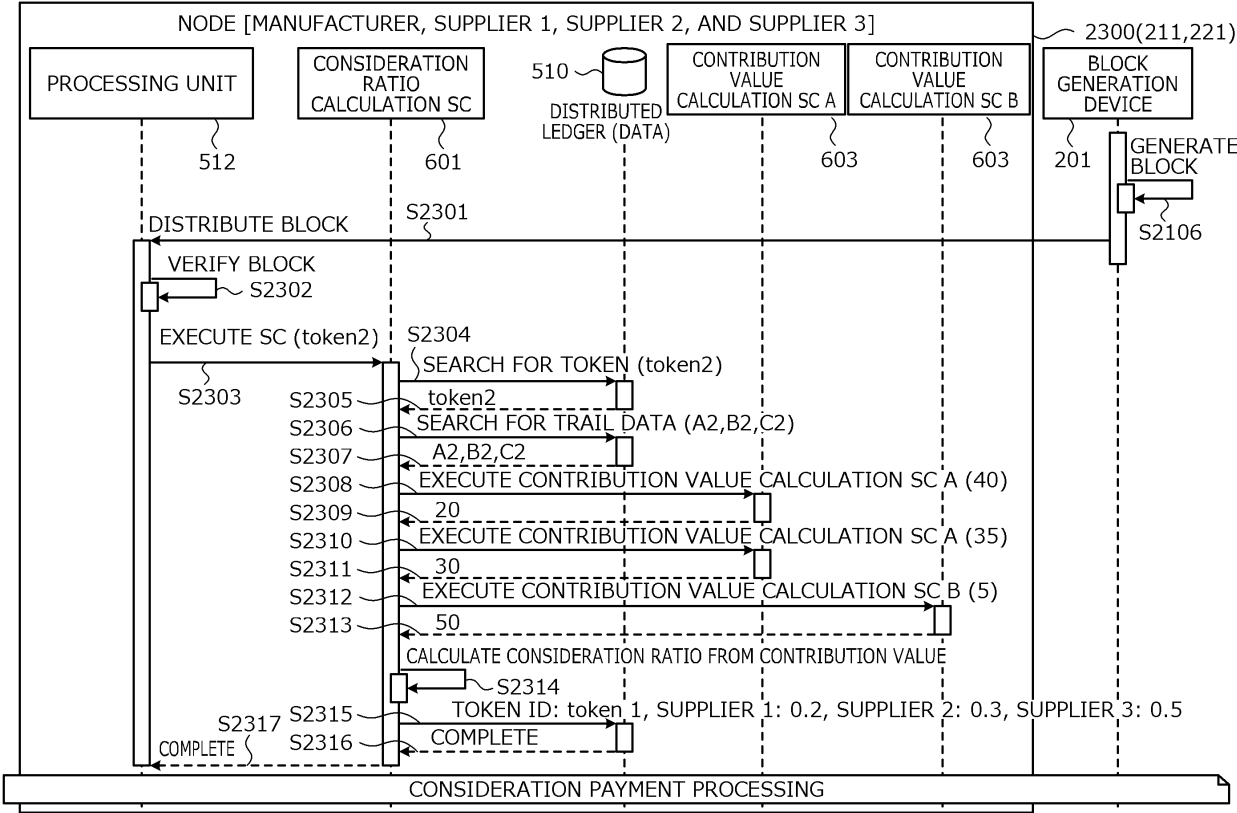 NODE [MANUFACTURER, SUPPLIER 1, SUPPLIER 2, AND SUPPLIER 3]
2300(211,221)
PROCESSING UNIT
512
CONSIDERATION
RATIO
CALCULATION SC
601
510
DISTRIBUTED
LEDGER (DATA)
CONTRIBUTION
VALUE
CALCULATION SC A
603
CONTRIBUTION
VALUE
CALCULATION SC B
603
BLOCK
GENERATION
DEVICE
201
GENERATE
BLOCK
S2106
DISTRIBUTE BLOCK
S2301
VERIFY BLOCK
S2302
EXECUTE SC (token2)
S2303
S2304
SEARCH FOR TOKEN (token2)
S2305
token2
S2306
SEARCH FOR TRAIL DATA (A2,B2,C2)
S2307
A2,B2,C2
S2308
EXECUTE CONTRIBUTION VALUE CALCULATION SC A (40)
S2309
20
S2310
EXECUTE CONTRIBUTION VALUE CALCULATION SC A (35)
S2311
30
S2312
EXECUTE CONTRIBUTION VALUE CALCULATION SC B (5)
S2313
50
CALCULATE CONSIDERATION RATIO FROM CONTRIBUTION VALUE
S2314
S2315
TOKEN ID: token 1, SUPPLIER 1: 0.2, SUPPLIER 2: 0.3, SUPPLIER 3: 0.5
S2316
COMPLETE
S2317
COMPLETE
CONSIDERATION PAYMENT PROCESSING